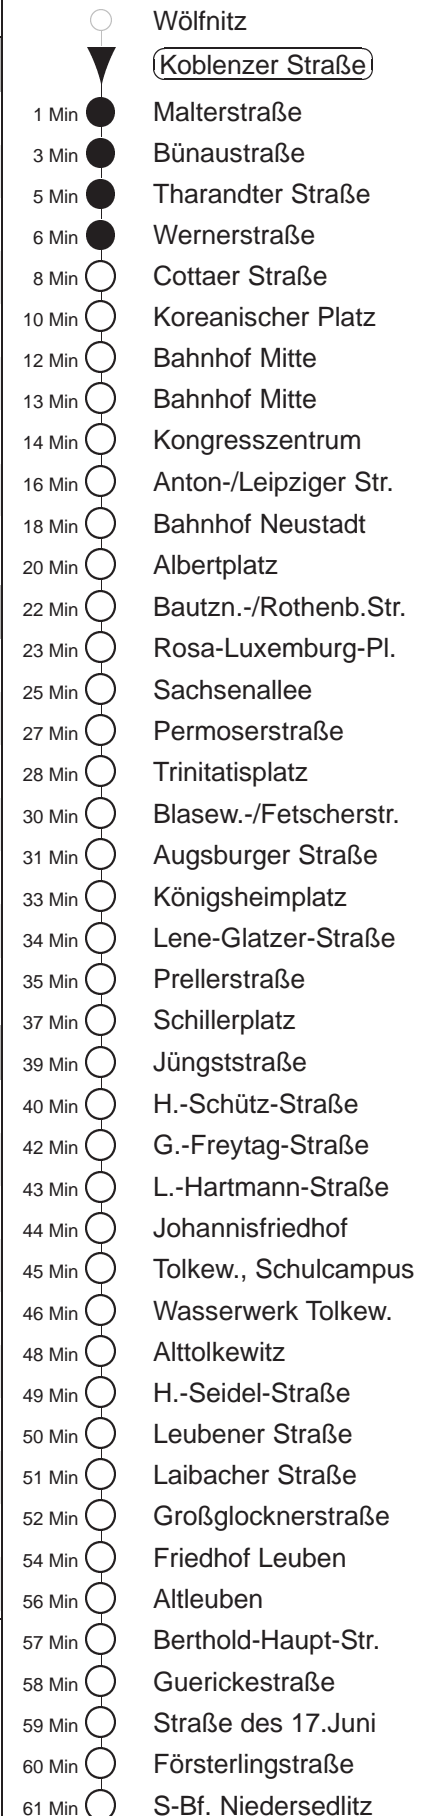 Wölfnitz
Koblenzer Straße
1 Min Malterstraße
3 Min Bünaustraße
5 Min Tharandter Straße
6 Min Wernerstraße
8 Min Cottaer Straße
10 Min Koreanischer Platz
12 Min Bahnhof Mitte
13 Min Bahnhof Mitte
14 Min Kongresszentrum
16 Min Anton-/Leipziger Str.
18 Min Bahnhof Neustadt
20 Min Albertplatz
22 Min Bautzn.-/Rothenb.Str.
23 Min Rosa-Luxemburg-Pl.
25 Min Sachsenallee
27 Min Permoserstraße
28 Min Trinitatisplatz
30 Min Blasew.-/Fetscherstr.
31 Min Augsburger Straße
33 Min Königsheimplatz
34 Min Lene-Glatzer-Straße
35 Min Prellerstraße
37 Min Schillerplatz
39 Min Jüngststraße
40 Min H.-Schütz-Straße
42 Min G.-Freytag-Straße
43 Min L.-Hartmann-Straße
44 Min Johannisfriedhof
45 Min Tolkew., Schulcampus
46 Min Wasserwerk Tolkew.
48 Min Alttolkewitz
49 Min H.-Seidel-Straße
50 Min Leubener Straße
51 Min Laibacher Straße
52 Min Großglocknerstraße
54 Min Friedhof Leuben
56 Min Altleuben
57 Min Berthold-Haupt-Str.
58 Min Guerickestraße
59 Min Straße des 17.Juni
60 Min Försterlingstraße
61 Min S-Bf. Niedersedlitz